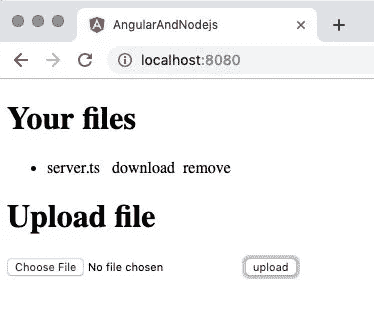 AngularAndNodejs
localhost:8080
Your files
server.ts download remove
Upload file
Choose File No file chosen upload